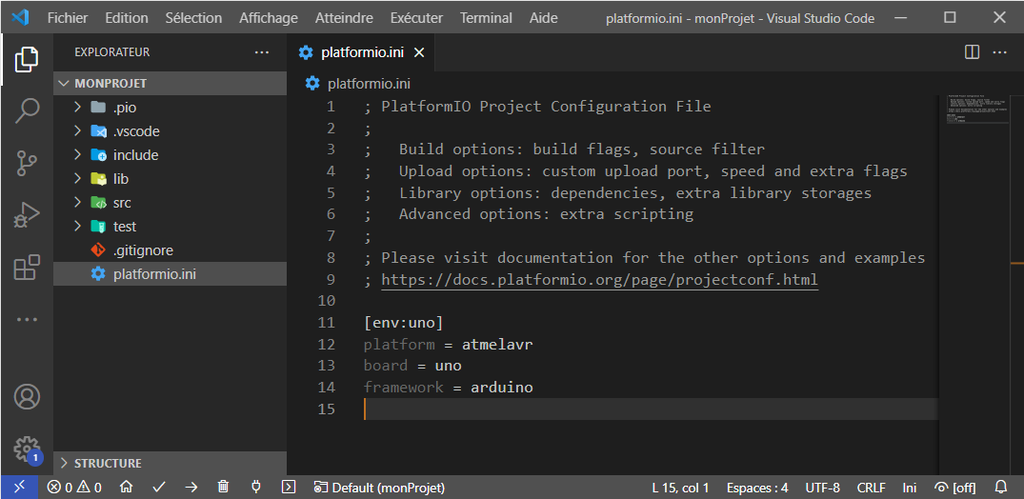 Fichier Edition Sélection Affichage Atteindre Exécuter Terminal Aide platformio.ini - monProjet - Visual Studio Code
EXPLORATEUR
platformio.ini
MONPROJET
.pio
.vscode
include
lib
src
test
.gitignore
platformio.ini
STRUCTURE
platformio.ini
1 ; PlatformIO Project Configuration File
2 ;
3 ;   Build options: build flags, source filter
4 ;   Upload options: custom upload port, speed and extra flags
5 ;   Library options: dependencies, extra library storages
6 ;   Advanced options: extra scripting
7 ;
8 ; Please visit documentation for the other options and examples
9 ; https://docs.platformio.org/page/projectconf.html
10
11 [env:uno]
12 platform = atmelavr
13 board = uno
14 framework = arduino
15
1
0 0 Default (monProjet) L 15, col 1 Espaces : 4 UTF-8 CRLF Ini [off]